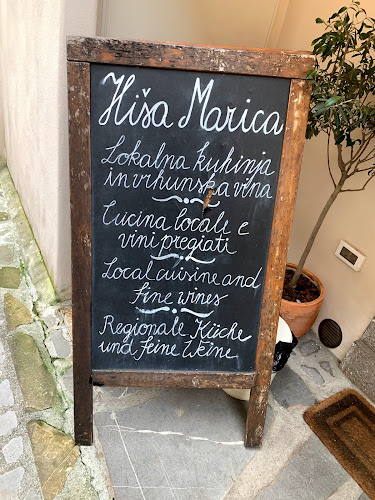 Hiša Marica
Lokalna kuhinja
in vrhunska vina
Cucina locale e
vini pregiati
Local cuisine and
fine wines
Regionale Küche
und feine Weine